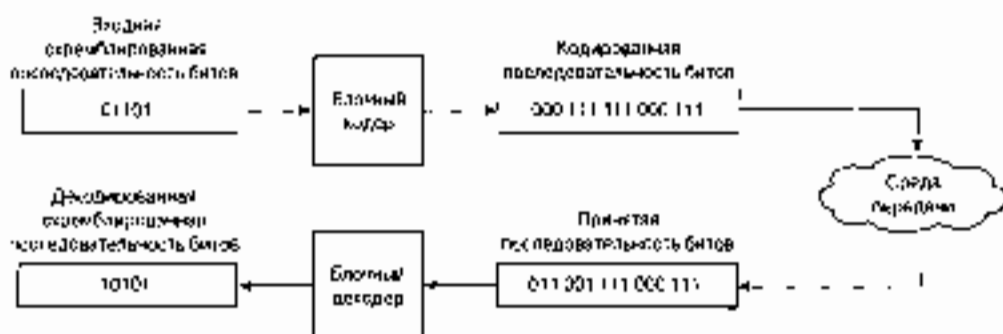 Входная
скремблированная
последовательность битов
01101
Блочный
кодер
Кодированная
последовательность битов
000 111 111 000 111
Среда
передачи
Декодированная
скремблированная
последовательность битов
10101
Блочный
декодер
Принятая
последовательность битов
011 001 111 000 111